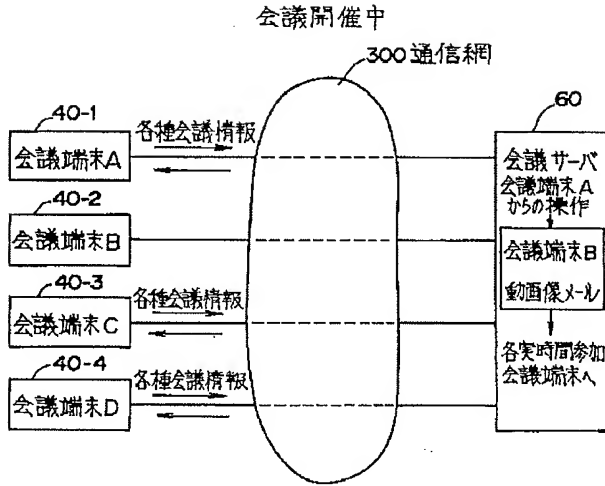 会議開催中
300通信網
40-1
会議端末A
各種会議情報
40-2
会議端末B
40-3
会議端末C
各種会議情報
40-4
会議端末D
各種会議情報
60
会議サーバ
会議端末A
からの操作
会議端末B
動画像メール
各実時間参加
会議端末へ